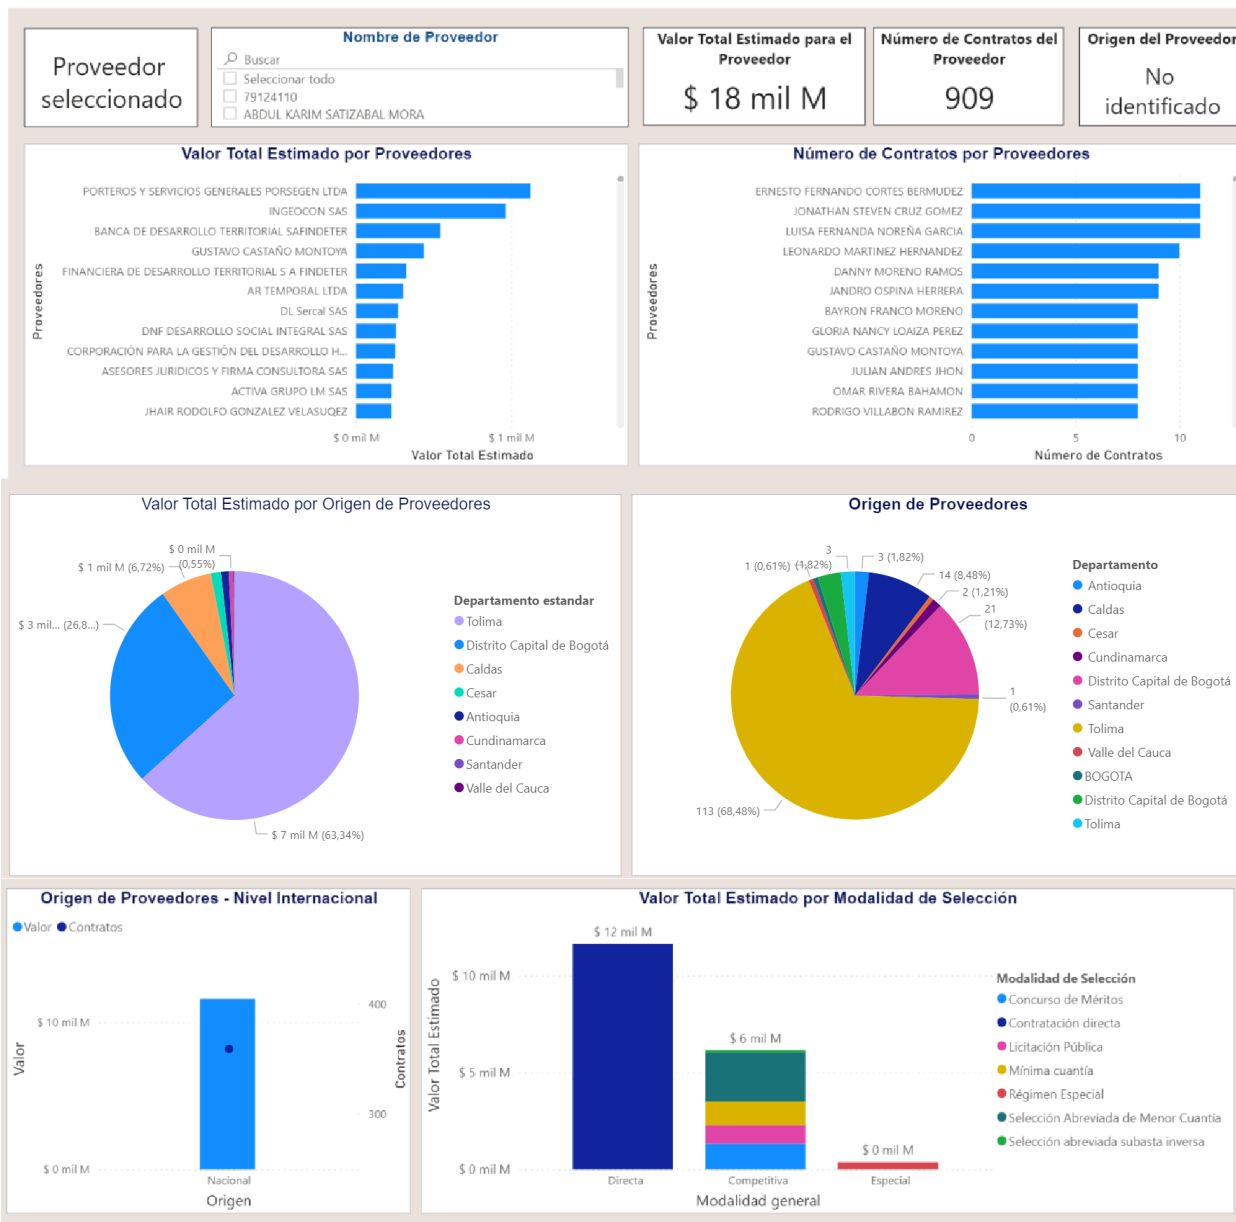 Proveedor
seleccionado
Nombre de Proveedor
Buscar
Seleccionar todo
79124110
ABDUL KARIM SATIZABAL MORA
Valor Total Estimado para el
Proveedor
$ 18 mil M
Número de Contratos del
Proveedor
909
Origen del Proveedor
No
identificado
Valor Total Estimado por Proveedores
Proveedores
PORTEROS Y SERVICIOS GENERALES PORSEGEN LTDA
INGEOCON SAS
BANCA DE DESARROLLO TERRITORIAL SAFINDETER
GUSTAVO CASTAÑO MONTOYA
FINANCIERA DE DESARROLLO TERRITORIAL S A FINDETER
AR TEMPORAL LTDA
DL Sercal SAS
DNF DESARROLLO SOCIAL INTEGRAL SAS
CORPORACIÓN PARA LA GESTIÓN DEL DESARROLLO H...
ASESORES JURIDICOS Y FIRMA CONSULTORA SAS
ACTIVA GRUPO LM SAS
JHAIR RODOLFO GONZALEZ VELASUQEZ
$ 0 mil M
$ 1 mil M
Valor Total Estimado
Número de Contratos por Proveedores
Proveedores
ERNESTO FERNANDO CORTES BERMUDEZ
JONATHAN STEVEN CRUZ GOMEZ
LUISA FERNANDA NOREÑA GARCIA
LEONARDO MARTINEZ HERNANDEZ
DANNY MORENO RAMOS
JANDRO OSPINA HERRERA
BAYRON FRANCO MORENO
GLORIA NANCY LOAIZA PEREZ
GUSTAVO CASTAÑO MONTOYA
JULIAN ANDRES JHON
OMAR RIVERA BAHAMON
RODRIGO VILLABON RAMIREZ
0
5
10
Número de Contratos
Valor Total Estimado por Origen de Proveedores
$ 0 mil M
(0,55%)
$ 1 mil M (6,72%)
$ 3 mil... (26,8...)
$ 7 mil M (63,34%)
Departamento estandar
Tolima
Distrito Capital de Bogotá
Caldas
Cesar
Antioquia
Cundinamarca
Santander
Valle del Cauca
Origen de Proveedores
3
(1,82%)
1 (0,61%)
3 (1,82%)
14 (8,48%)
2 (1,21%)
21
(12,73%)
1
(0,61%)
113 (68,48%)
Departamento
Antioquia
Caldas
Cesar
Cundinamarca
Distrito Capital de Bogotá
Santander
Tolima
Valle del Cauca
BOGOTA
Distrito Capital de Bogotá
Tolima
Origen de Proveedores - Nivel Internacional
Valor
Contratos
Valor
$ 10 mil M
$ 0 mil M
400
300
Contratos
Nacional
Origen
Valor Total Estimado por Modalidad de Selección
Valor Total Estimado
$ 10 mil M
$ 5 mil M
$ 0 mil M
$ 12 mil M
$ 6 mil M
$ 0 mil M
Directa
Competitiva
Especial
Modalidad general
Modalidad de Selección
Concurso de Méritos
Contratación directa
Licitación Pública
Mínima cuantía
Régimen Especial
Selección Abreviada de Menor Cuantía
Selección abreviada subasta inversa